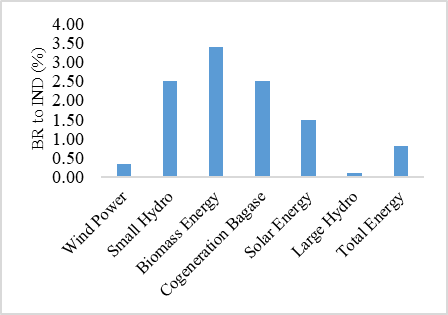 BR to IND (%)
4.00
3.50
3.00
2.50
2.00
1.50
1.00
0.50
0.00
Wind Power
Small Hydro
Biomass Energy
Cogeneration Bagase
Solar Energy
Large Hydro
Total Energy